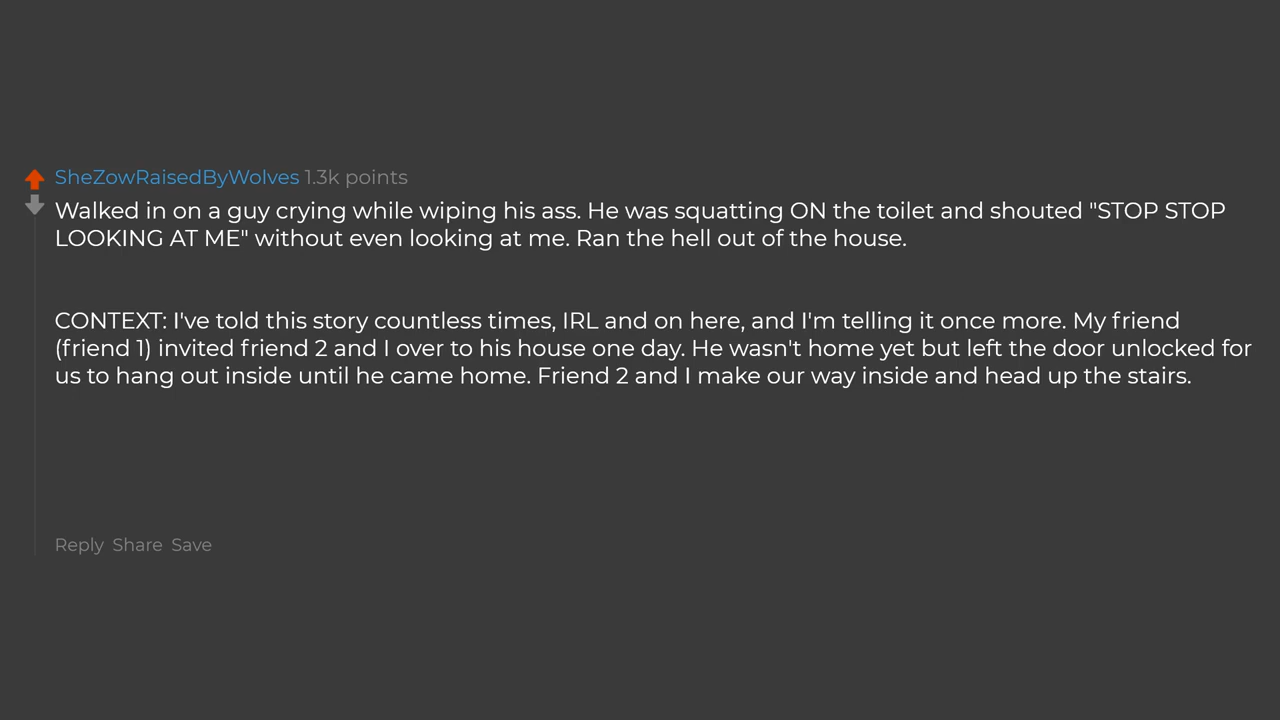 SheZowRaisedByWolves 1.3k points
Walked in on a guy crying while wiping his ass. He was squatting ON the toilet and shouted "STOP STOP
LOOKING AT ME" without even looking at me. Ran the hell out of the house.
CONTEXT: I've told this story countless times, IRL and on here, and I'm telling it once more. My friend
(friend 1) invited friend 2 and I over to his house one day. He wasn't home yet but left the door unlocked for
us to hang out inside until he came home. Friend 2 and I make our way inside and head up the stairs.
Reply Share Save